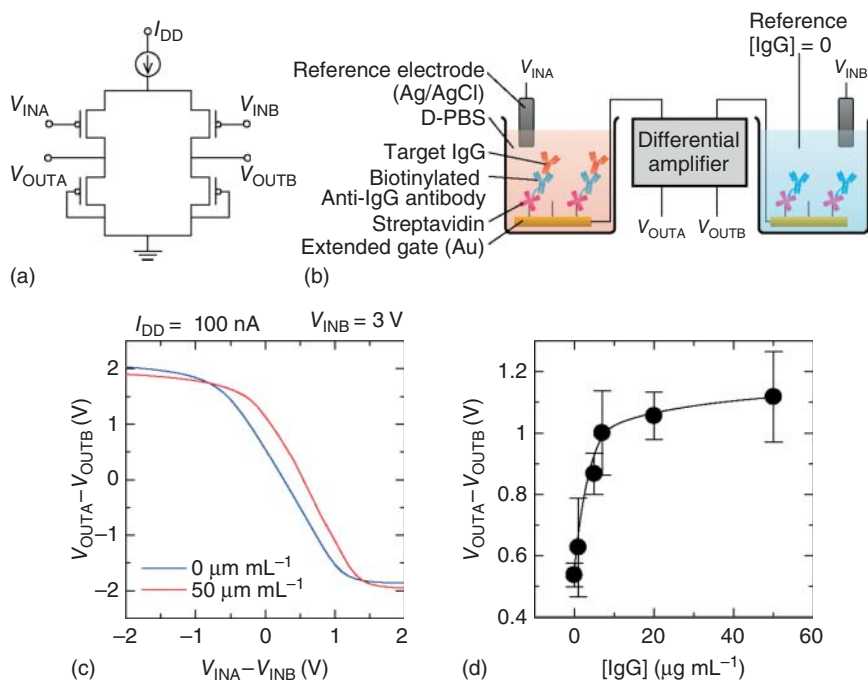 I_DD
V_INA
V_INB
V_OUTA
V_OUTB
(a)
Reference
[IgG] = 0
V_INA
V_INB
Reference electrode
(Ag/AgCl)
D-PBS
Target IgG
Biotinylated
Anti-IgG antibody
Streptavidin
Extended gate (Au)
Differential
amplifier
V_OUTA
V_OUTB
(b)
I_DD = 100 nA
V_INB = 3 V
V_OUTA−V_OUTB (V)
2
1
0
−1
−2
0 μm mL−1
50 μm mL−1
−2
−1
0
1
2
(c)
V_INA−V_INB (V)
V_OUTA−V_OUTB (V)
1.2
1
0.8
0.6
0.4
0
20
40
60
(d)
[IgG] (μg mL−1)